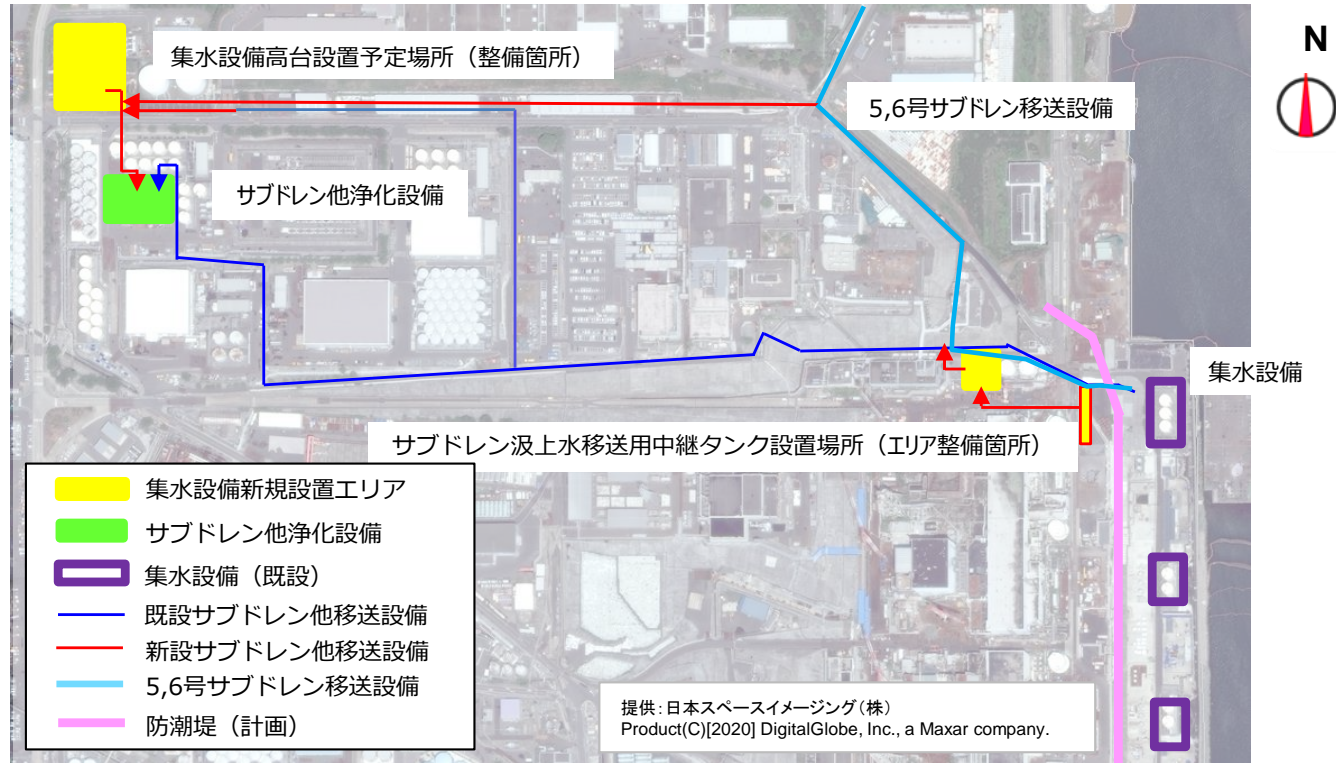 集水設備高台設置予定場所（整備箇所）
N
5,6号サブドレン移送設備
サブドレン他浄化設備
集水設備
サブドレン汲上水移送用中継タンク設置場所（エリア整備箇所）
集水設備新規設置エリア
サブドレン他浄化設備
集水設備（既設）
既設サブドレン他移送設備
新設サブドレン他移送設備
5,6号サブドレン移送設備
防潮堤（計画）
提供：日本スペースイメージング（株）
Product(C)[2020] DigitalGlobe, Inc., a Maxar company.